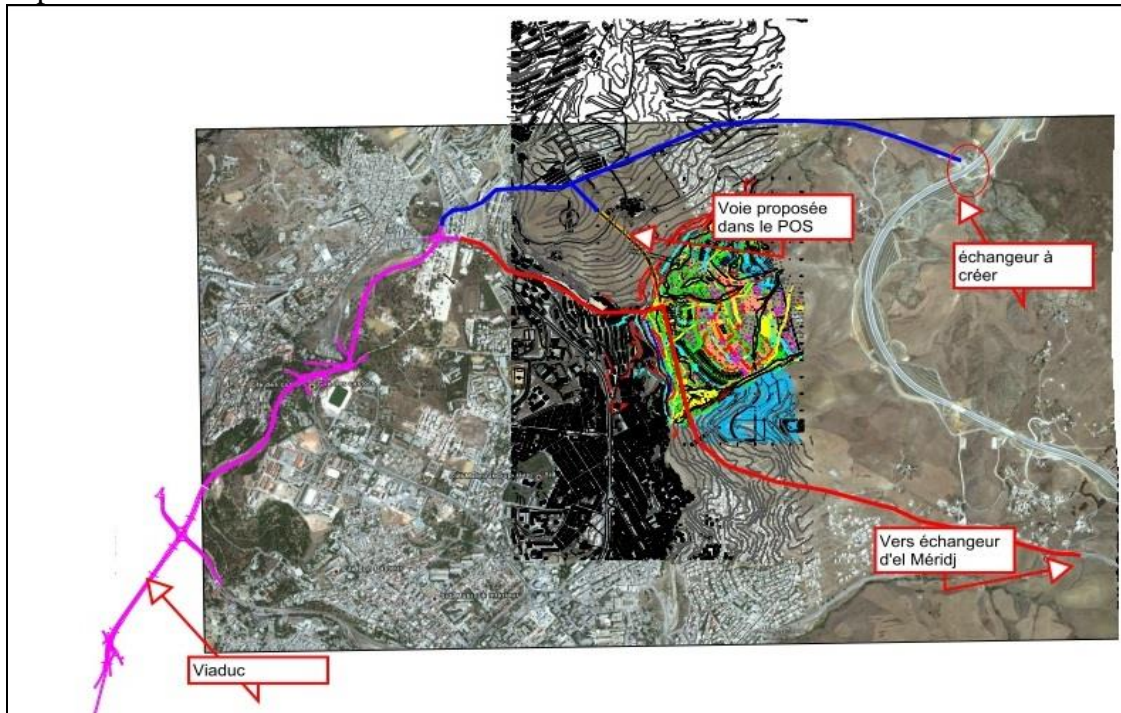 Voie proposée
dans le POS
échangeur à
créer
Vers échangeur
d'el Méridj
Viaduc